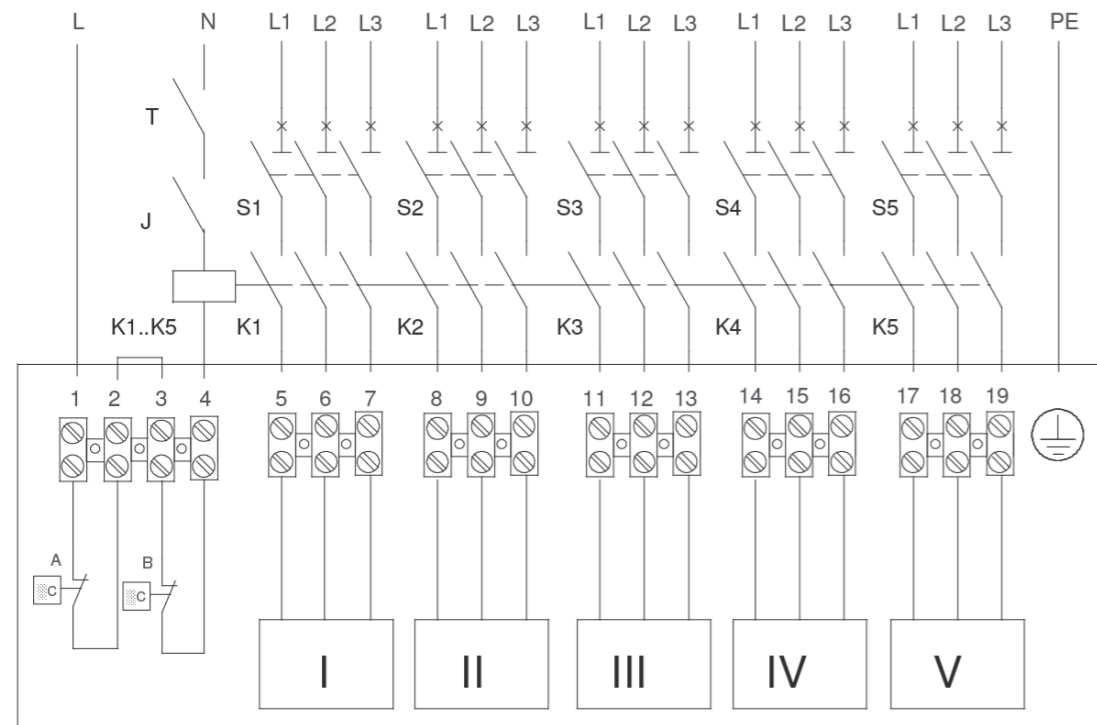 L N L1 L2 L3 L1 L2 L3 L1 L2 L3 L1 L2 L3 L1 L2 L3 PE
T
J S1 S2 S3 S4 S5
K1..K5 K1 K2 K3 K4 K5
1 2 3 4 5 6 7 8 9 10 11 12 13 14 15 16 17 18 19
A B
C C
I II III IV V